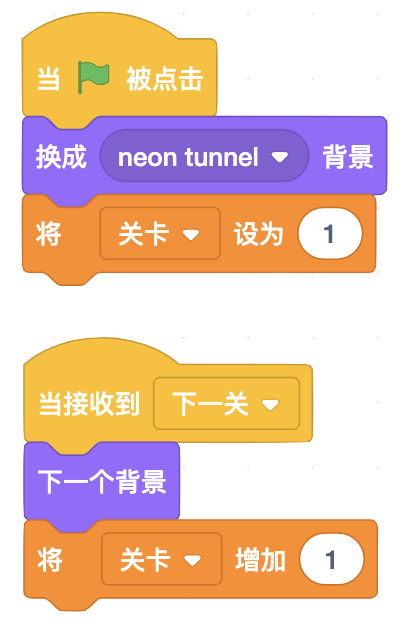 当 被点击
换成 neon tunnel 背景
将 关卡 设为 1
当接收到 下一关
下一个背景
将 关卡 增加 1